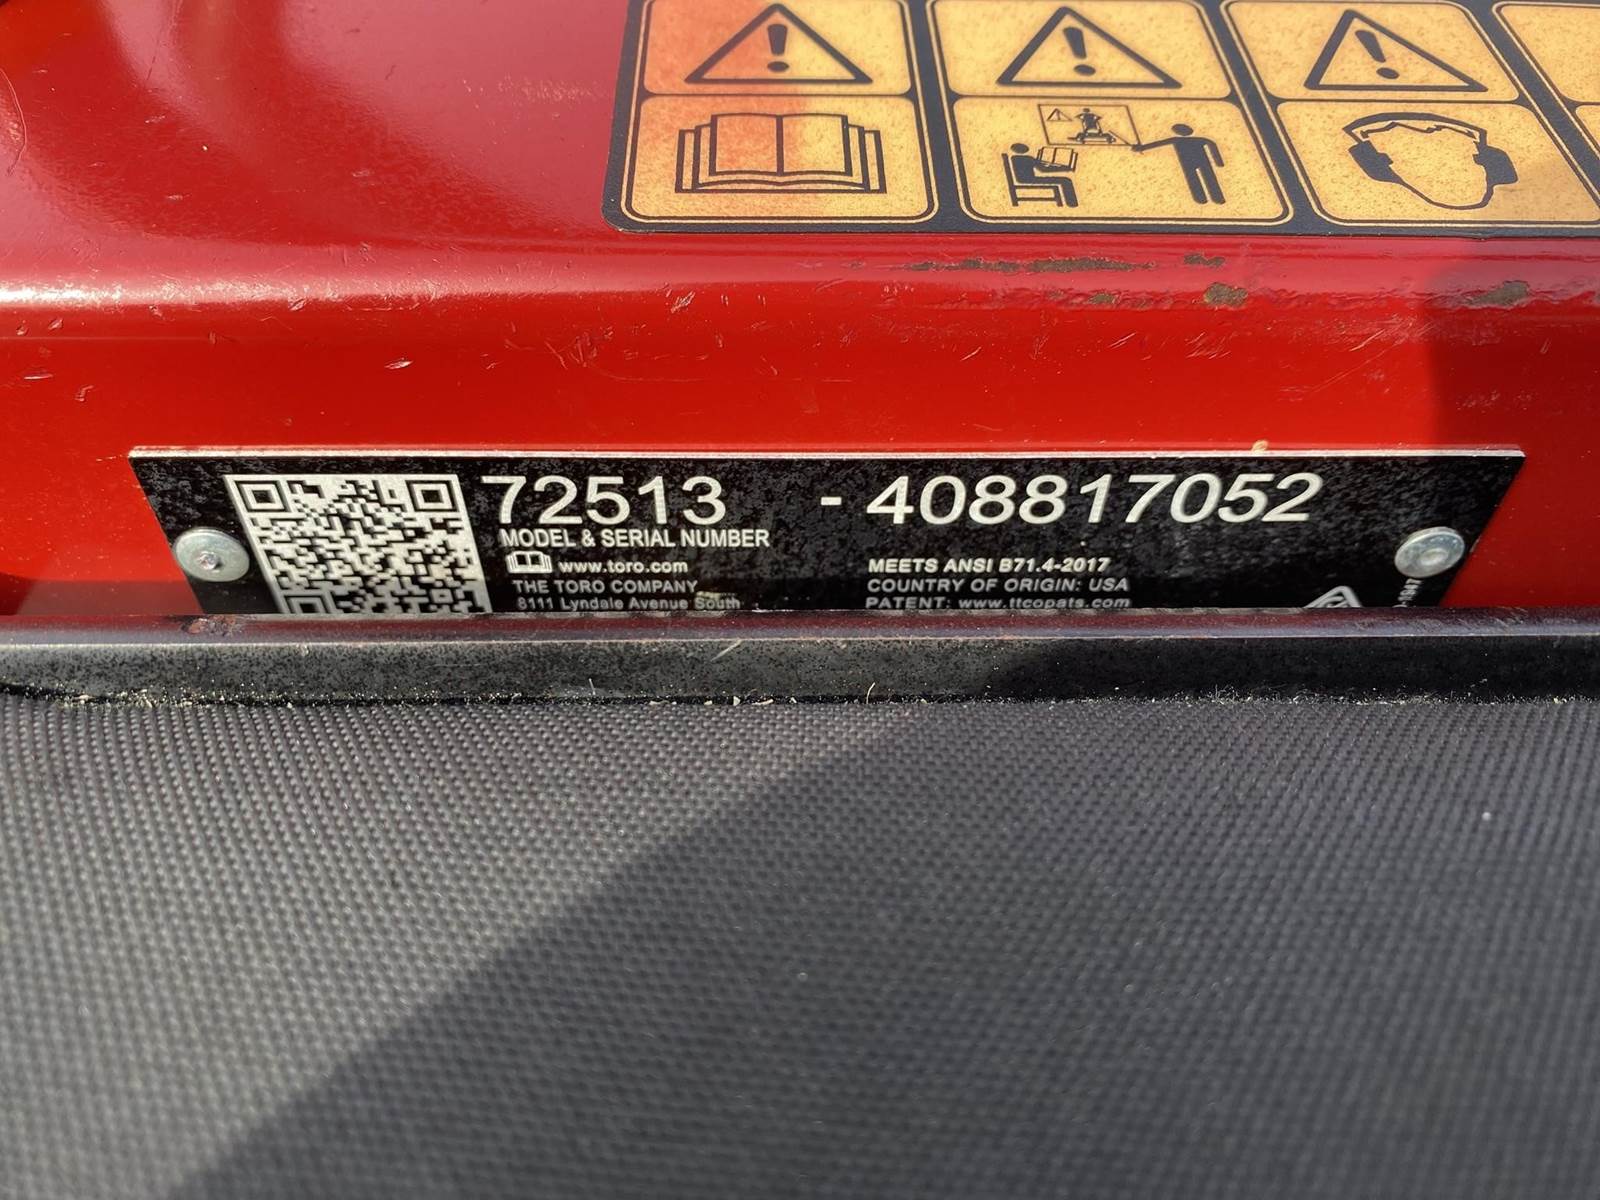 72513 - 408817052
MODEL & SERIAL NUMBER
www.toro.com
THE TORO COMPANY
8111 Lyndale Avenue South
MEETS ANSI B71.4-2017
COUNTRY OF ORIGIN: USA
PATENT: www.ttcopats.com